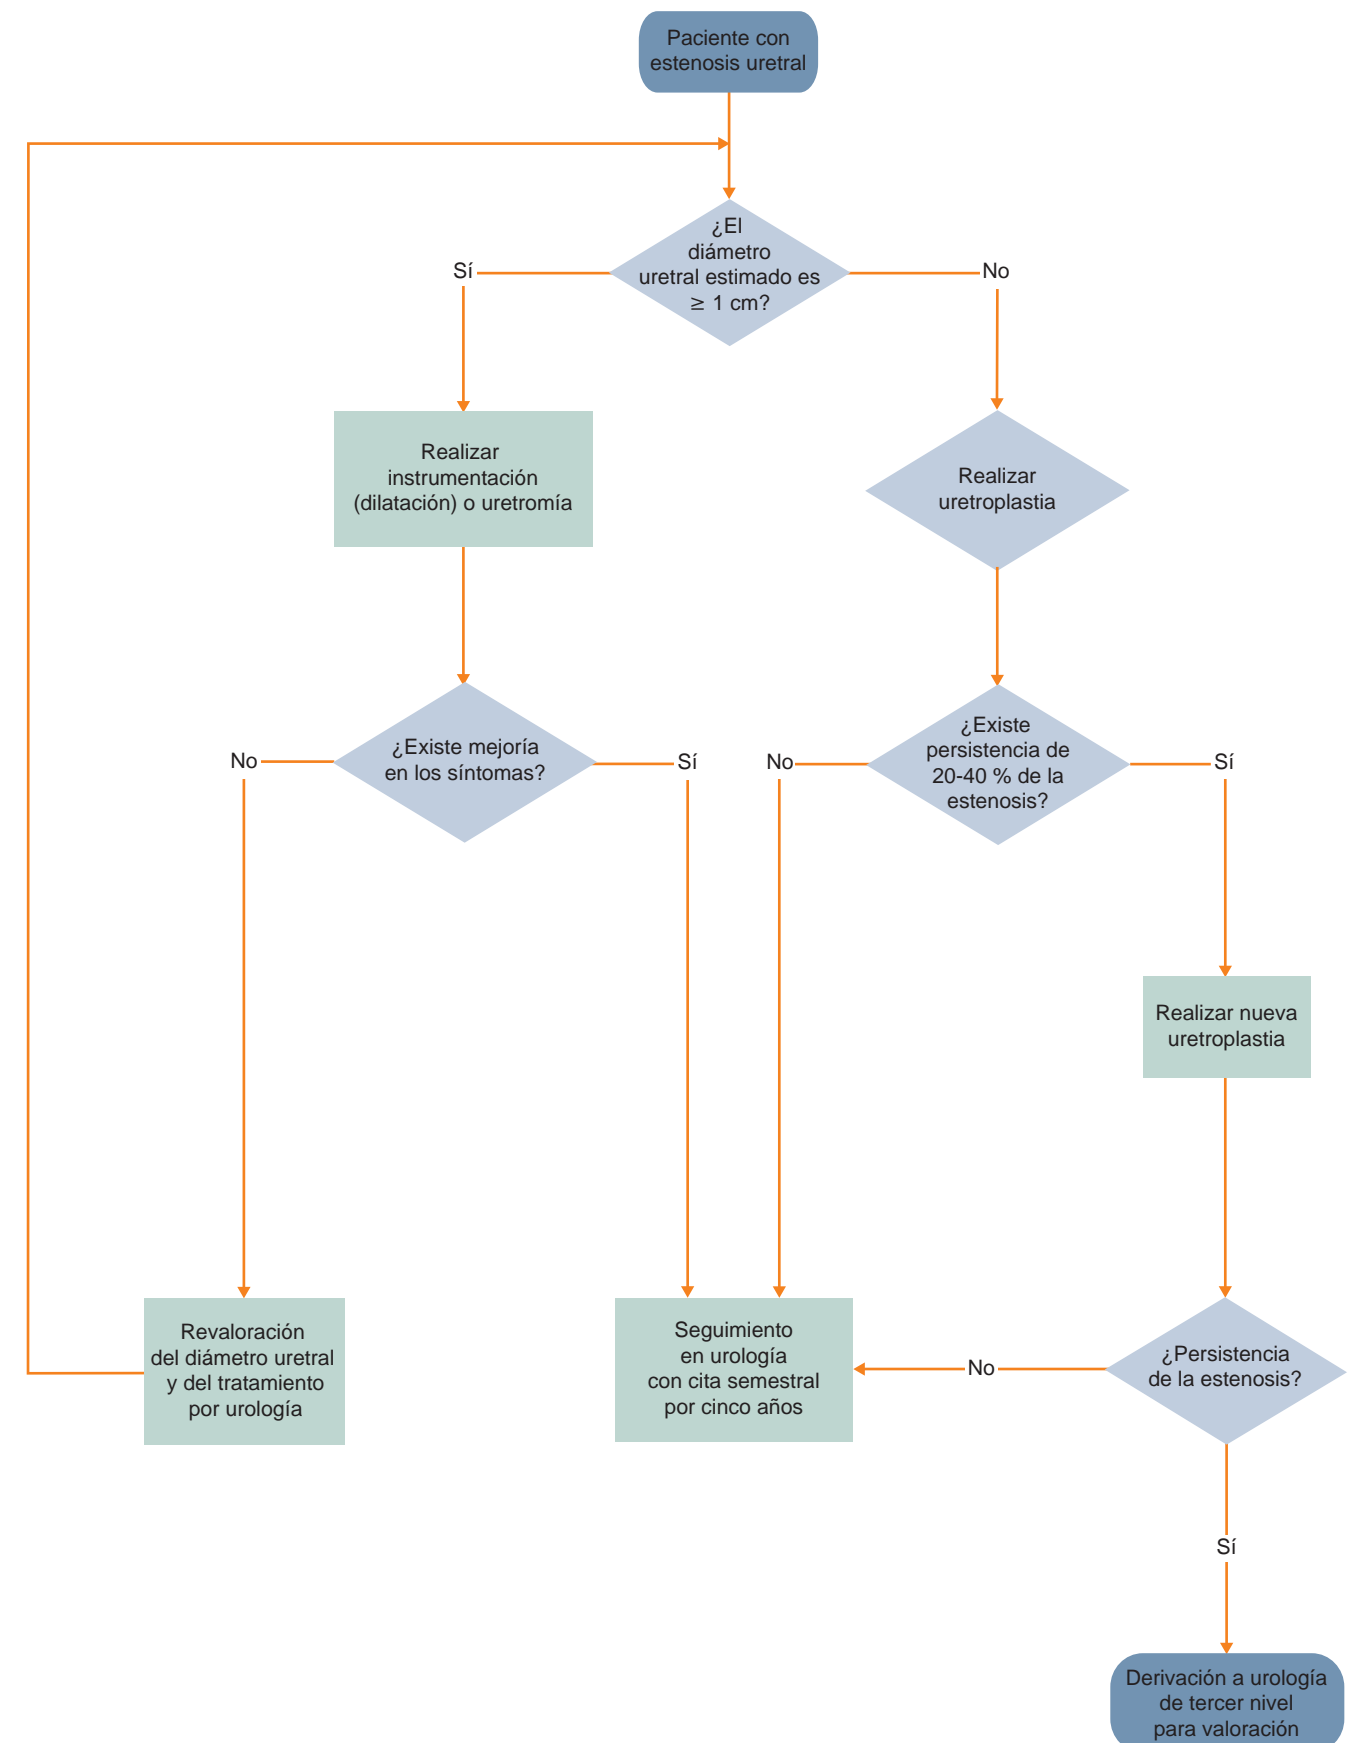 Paciente con
estenosis uretral
¿El
diámetro
uretral estimado es
≥ 1 cm?
Sí
No
Realizar
instrumentación
(dilatación) o uretromía
Realizar
uretroplastia
¿Existe mejoría
en los síntomas?
No
Sí
¿Existe
persistencia de
20-40 % de la
estenosis?
No
Sí
Realizar nueva
uretroplastia
Revaloración
del diámetro uretral
y del tratamiento
por urología
Seguimiento
en urología
con cita semestral
por cinco años
No
¿Persistencia
de la estenosis?
Sí
Derivación a urología
de tercer nivel
para valoración